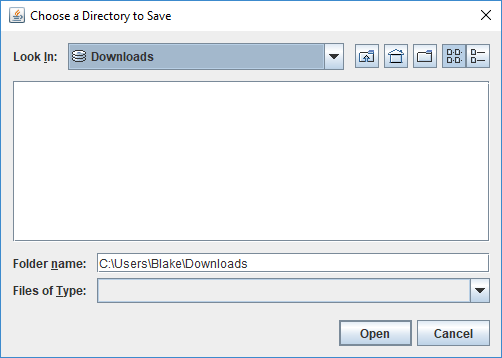 Choose a Directory to Save
Look In: Downloads
Folder name: C:\Users\Blake\Downloads
Files of Type:
Open Cancel